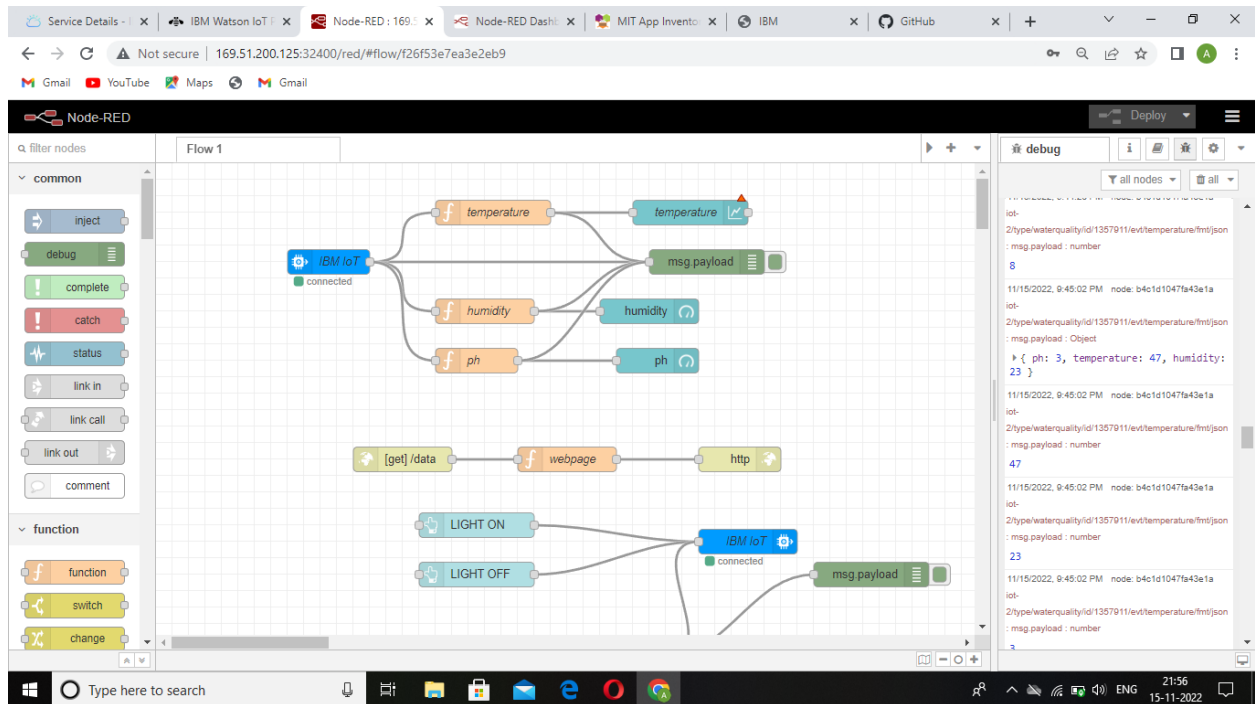 Service Details - I
IBM Watson IoT P
Node-RED : 169.5
Node-RED Dashb
MIT App Invento
IBM
GitHub
Not secure | 169.51.200.125:32400/red/#flow/f26f53e7ea3e2eb9
A
Gmail
YouTube
Maps
Gmail
Node-RED
Deploy
filter nodes
Flow 1
debug
i
all nodes
all
common
inject
debug
complete
catch
status
link in
link call
link out
comment
function
function
switch
change
temperature
temperature
IBM IoT
connected
msg.payload
humidity
humidity
ph
ph
[get] /data
webpage
http
LIGHT ON
LIGHT OFF
IBM IoT
connected
msg.payload
iot-
2/type/waterquality/id/1357911/evt/temperature/fmt/json
: msg.payload : number
8
11/15/2022, 9:45:02 PM node: b4c1d1047fa43e1a
iot-
2/type/waterquality/id/1357911/evt/temperature/fmt/json
: msg.payload : Object
{ ph: 3, temperature: 47, humidity:
23 }
11/15/2022, 9:45:02 PM node: b4c1d1047fa43e1a
iot-
2/type/waterquality/id/1357911/evt/temperature/fmt/json
: msg.payload : number
47
11/15/2022, 9:45:02 PM node: b4c1d1047fa43e1a
iot-
2/type/waterquality/id/1357911/evt/temperature/fmt/json
: msg.payload : number
23
11/15/2022, 9:45:02 PM node: b4c1d1047fa43e1a
iot-
2/type/waterquality/id/1357911/evt/temperature/fmt/json
: msg.payload : number
3
Type here to search
ENG
21:56
15-11-2022